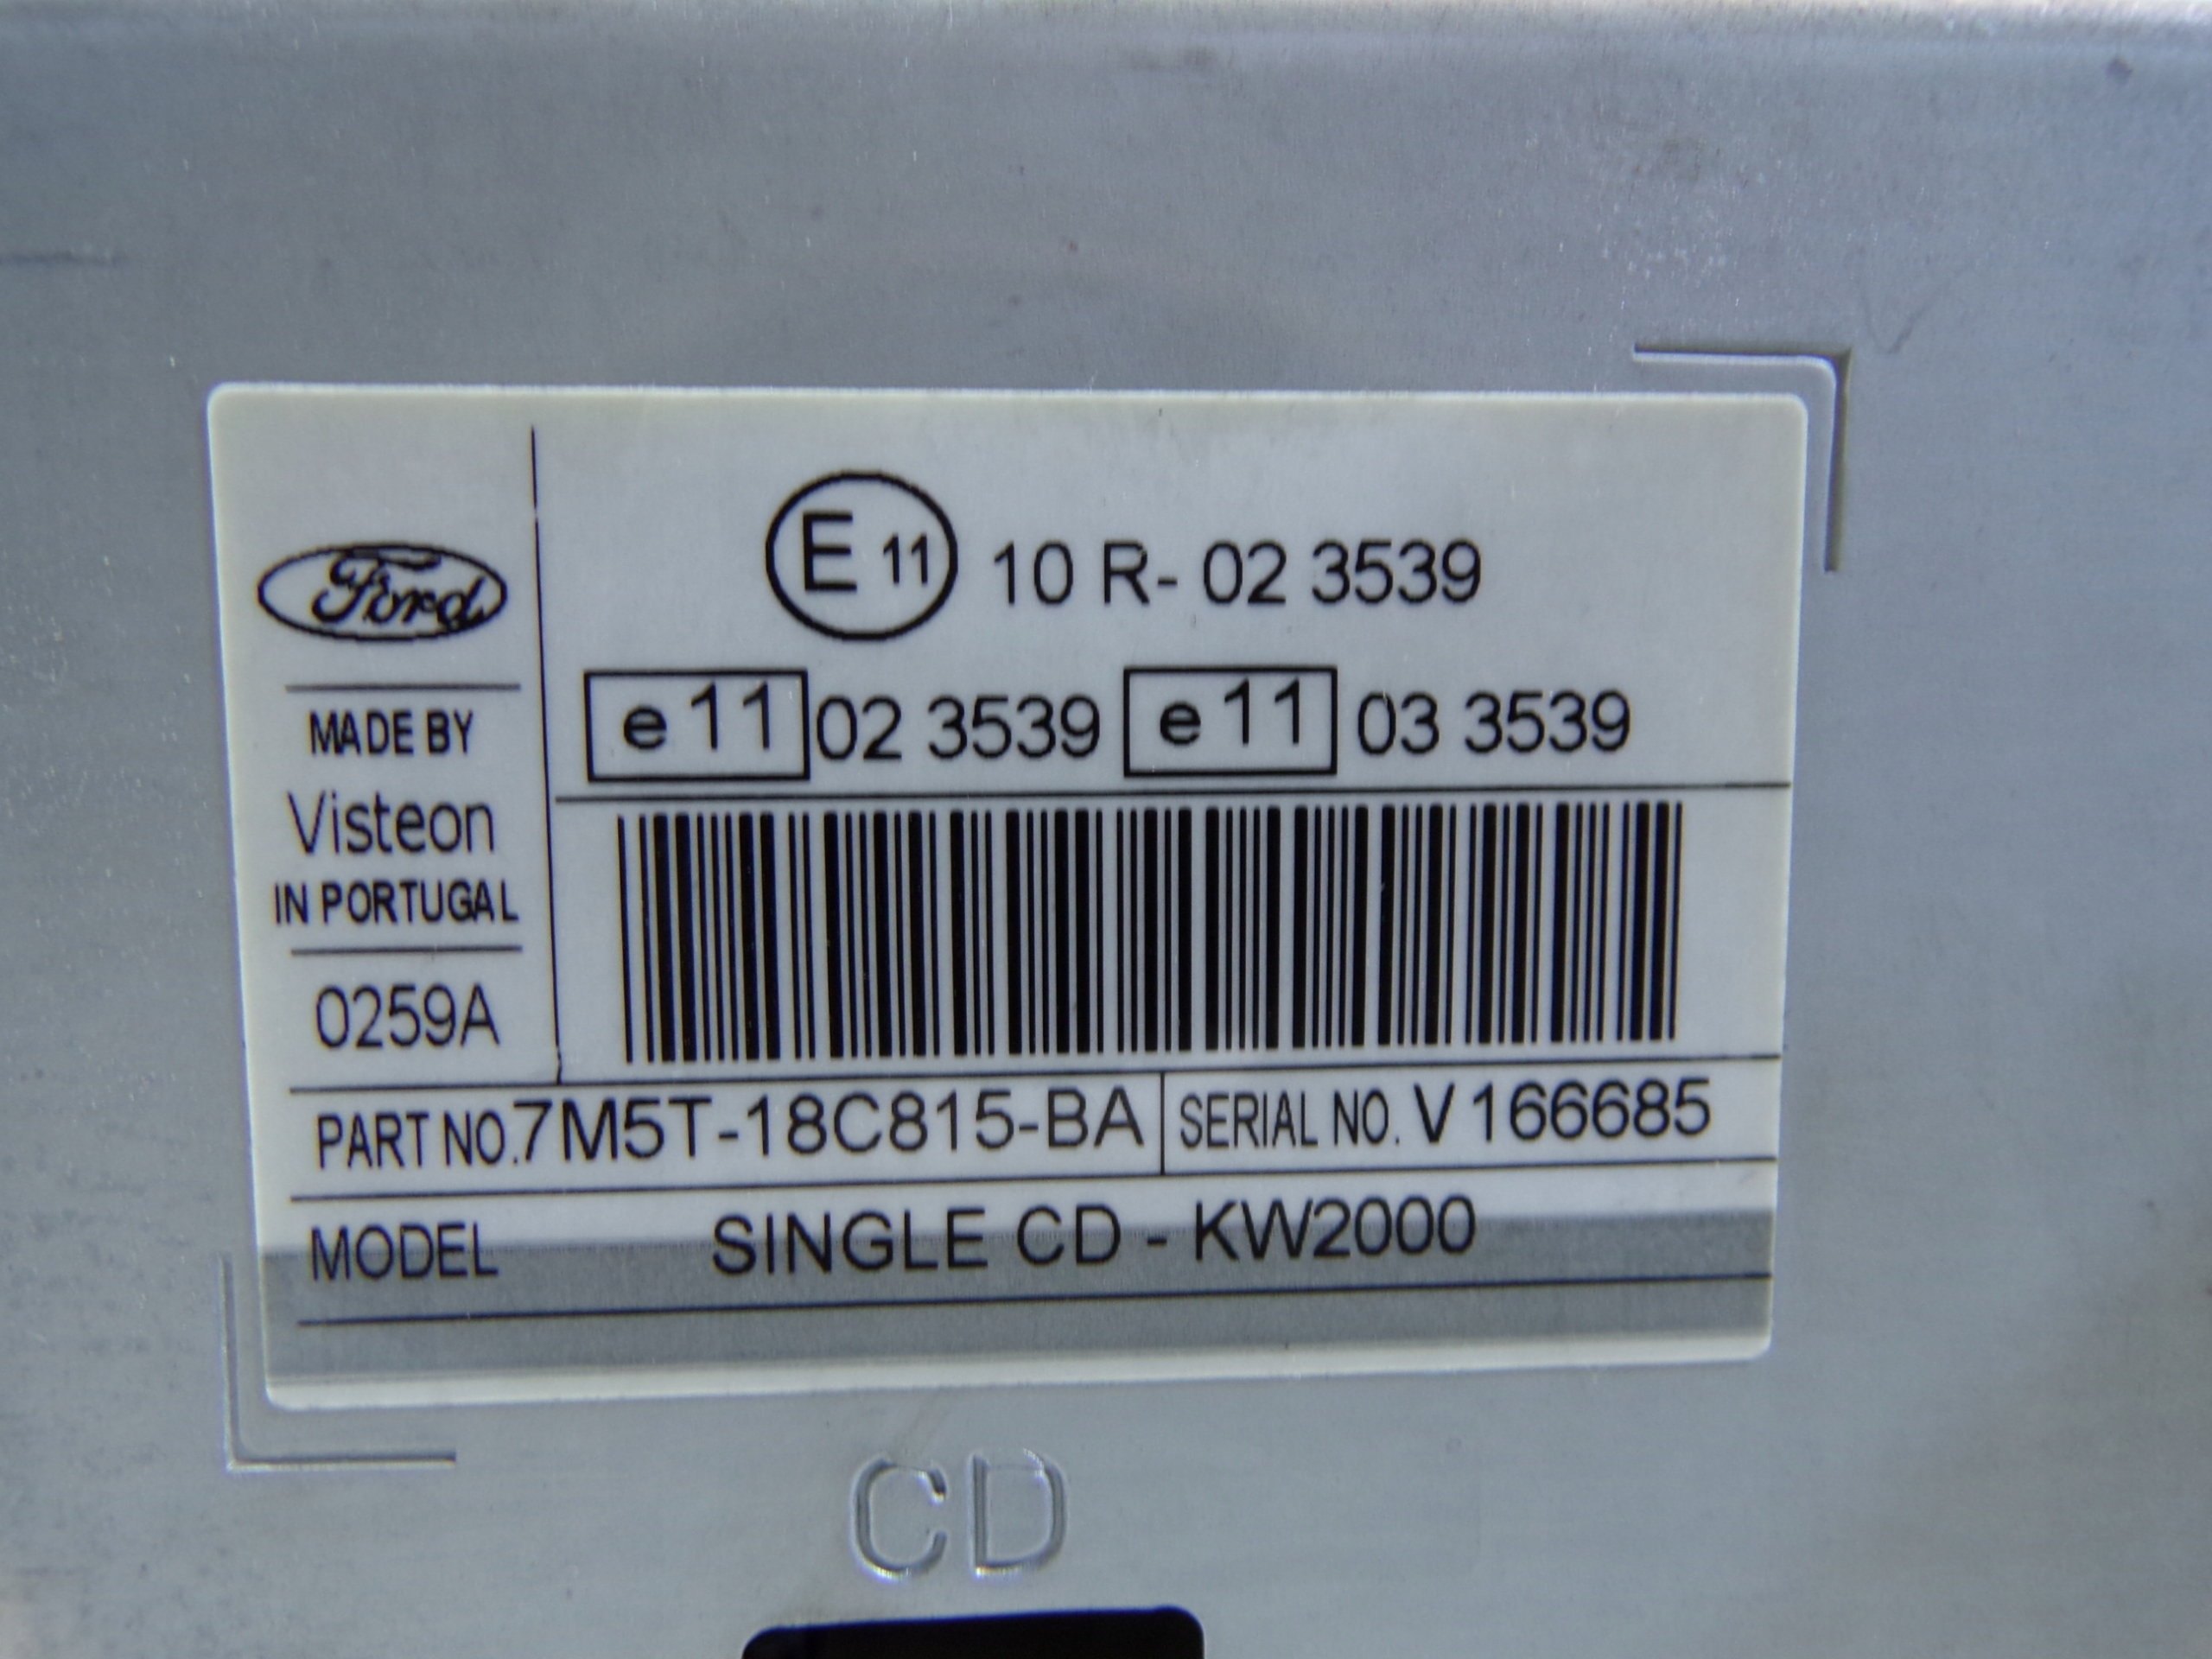 E 11 10 R- 02 3539
e 11 02 3539 e 11 03 3539
Ford
MADE BY
Visteon
IN PORTUGAL
0259A
PART NO. 7M5T-18C815-BA SERIAL NO. V166685
MODEL SINGLE CD - KW2000
CD